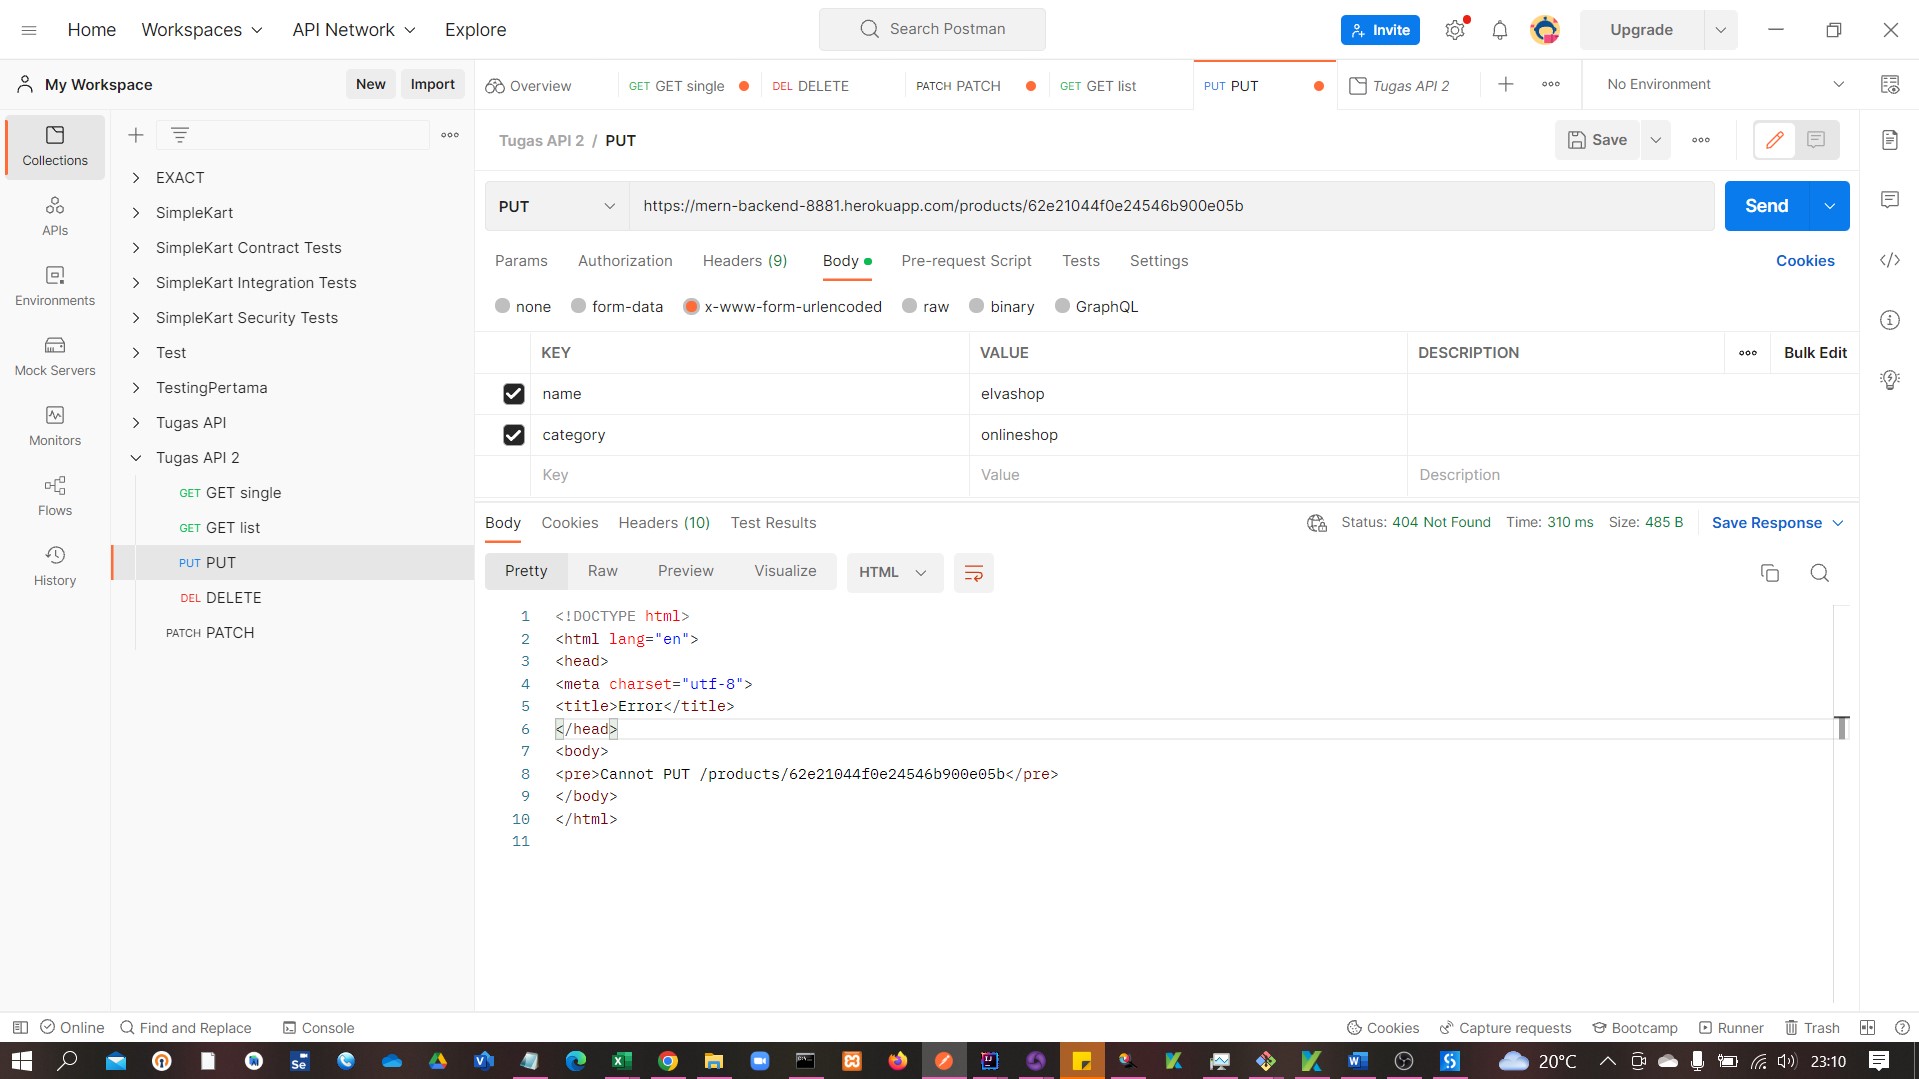 Home Workspaces API Network Explore Search Postman Invite Upgrade
My Workspace New Import Overview GET GET single DEL DELETE PATCH PATCH GET GET list PUT PUT Tugas API 2 No Environment
Collections
APIs
Environments
Mock Servers
Monitors
Flows
History
EXACT
SimpleKart
SimpleKart Contract Tests
SimpleKart Integration Tests
SimpleKart Security Tests
Test
TestingPertama
Tugas API
Tugas API 2
GET GET single
GET GET list
PUT PUT
DEL DELETE
PATCH PATCH
Tugas API 2 / PUT Save
PUT https://mern-backend-8881.herokuapp.com/products/62e21044f0e24546b900e05b Send
Params Authorization Headers (9) Body Pre-request Script Tests Settings Cookies
none form-data x-www-form-urlencoded raw binary GraphQL
KEY VALUE DESCRIPTION Bulk Edit
name elvashop
category onlineshop
Key Value Description
Body Cookies Headers (10) Test Results Status: 404 Not Found Time: 310 ms Size: 485 B Save Response
Pretty Raw Preview Visualize HTML
1 <!DOCTYPE html>
2 <html lang="en">
3 <head>
4 <meta charset="utf-8">
5 <title>Error</title>
6 </head>
7 <body>
8 <pre>Cannot PUT /products/62e21044f0e24546b900e05b</pre>
9 </body>
10 </html>
11
Online Find and Replace Console Cookies Capture requests Bootcamp Runner Trash
20°C 23:10